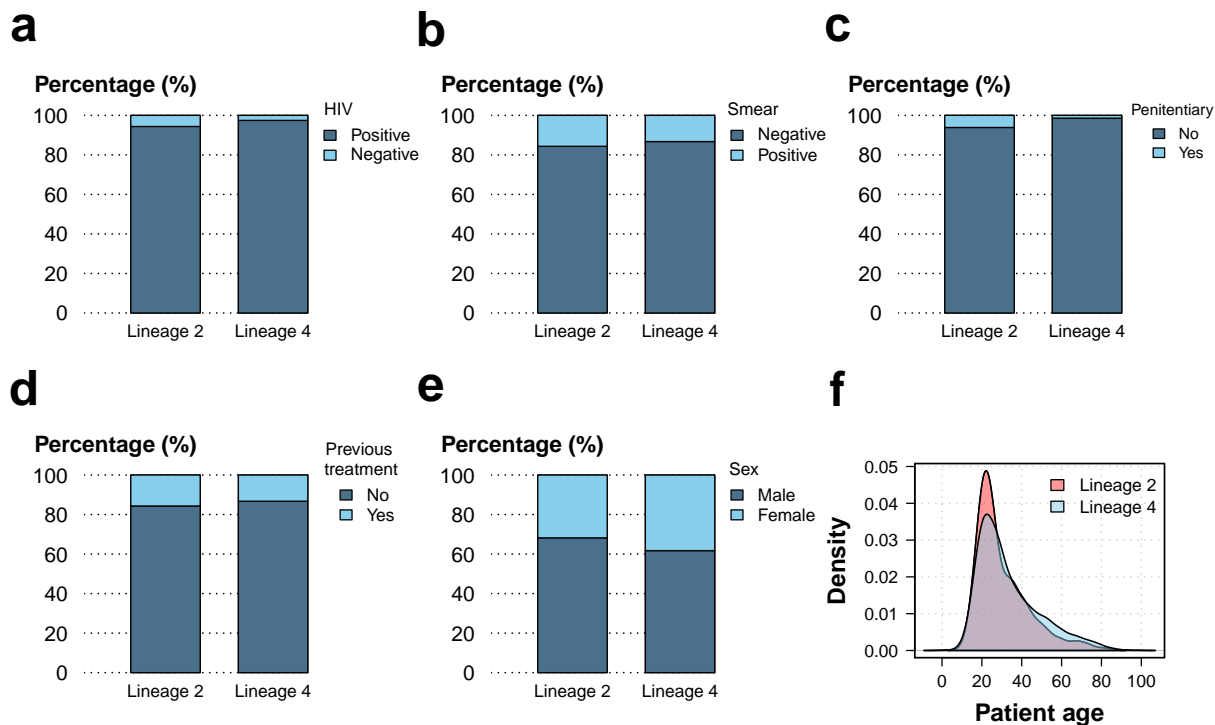 a
Percentage (%)
HIV
Positive
Negative
100
80
60
40
20
0
Lineage 2 Lineage 4
b
Percentage (%)
Smear
Negative
Positive
100
80
60
40
20
0
Lineage 2 Lineage 4
c
Percentage (%)
Penitentiary
No
Yes
100
80
60
40
20
0
Lineage 2 Lineage 4
d
Percentage (%)
Previous
treatment
No
Yes
100
80
60
40
20
0
Lineage 2 Lineage 4
e
Percentage (%)
Sex
Male
Female
100
80
60
40
20
0
Lineage 2 Lineage 4
f
Density
0.05
0.04
0.03
0.02
0.01
0.00
Lineage 2
Lineage 4
0 20 40 60 80 100
Patient age